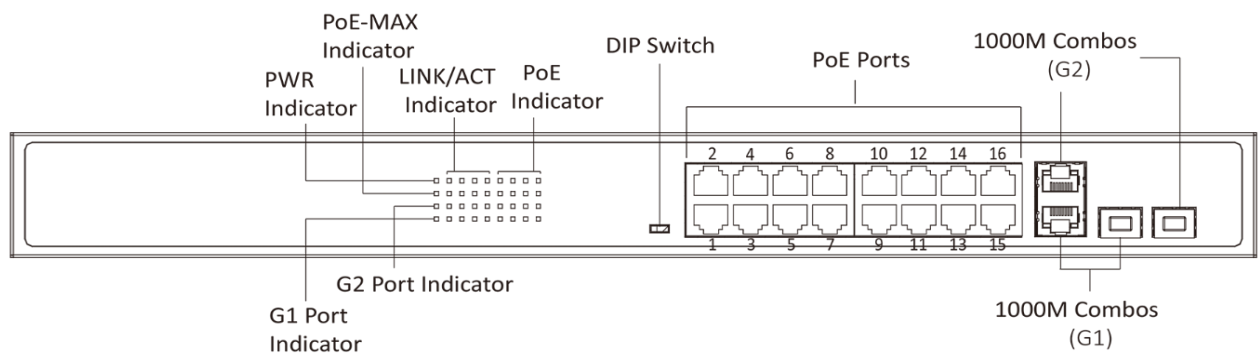 PoE-MAX
Indicator
PWR
Indicator
LINK/ACT
Indicator
PoE
Indicator
DIP Switch
PoE Ports
1000M Combos
(G2)
2 4 6 8 10 12 14 16
1 3 5 7 9 11 13 15
G2 Port Indicator
G1 Port
Indicator
1000M Combos
(G1)